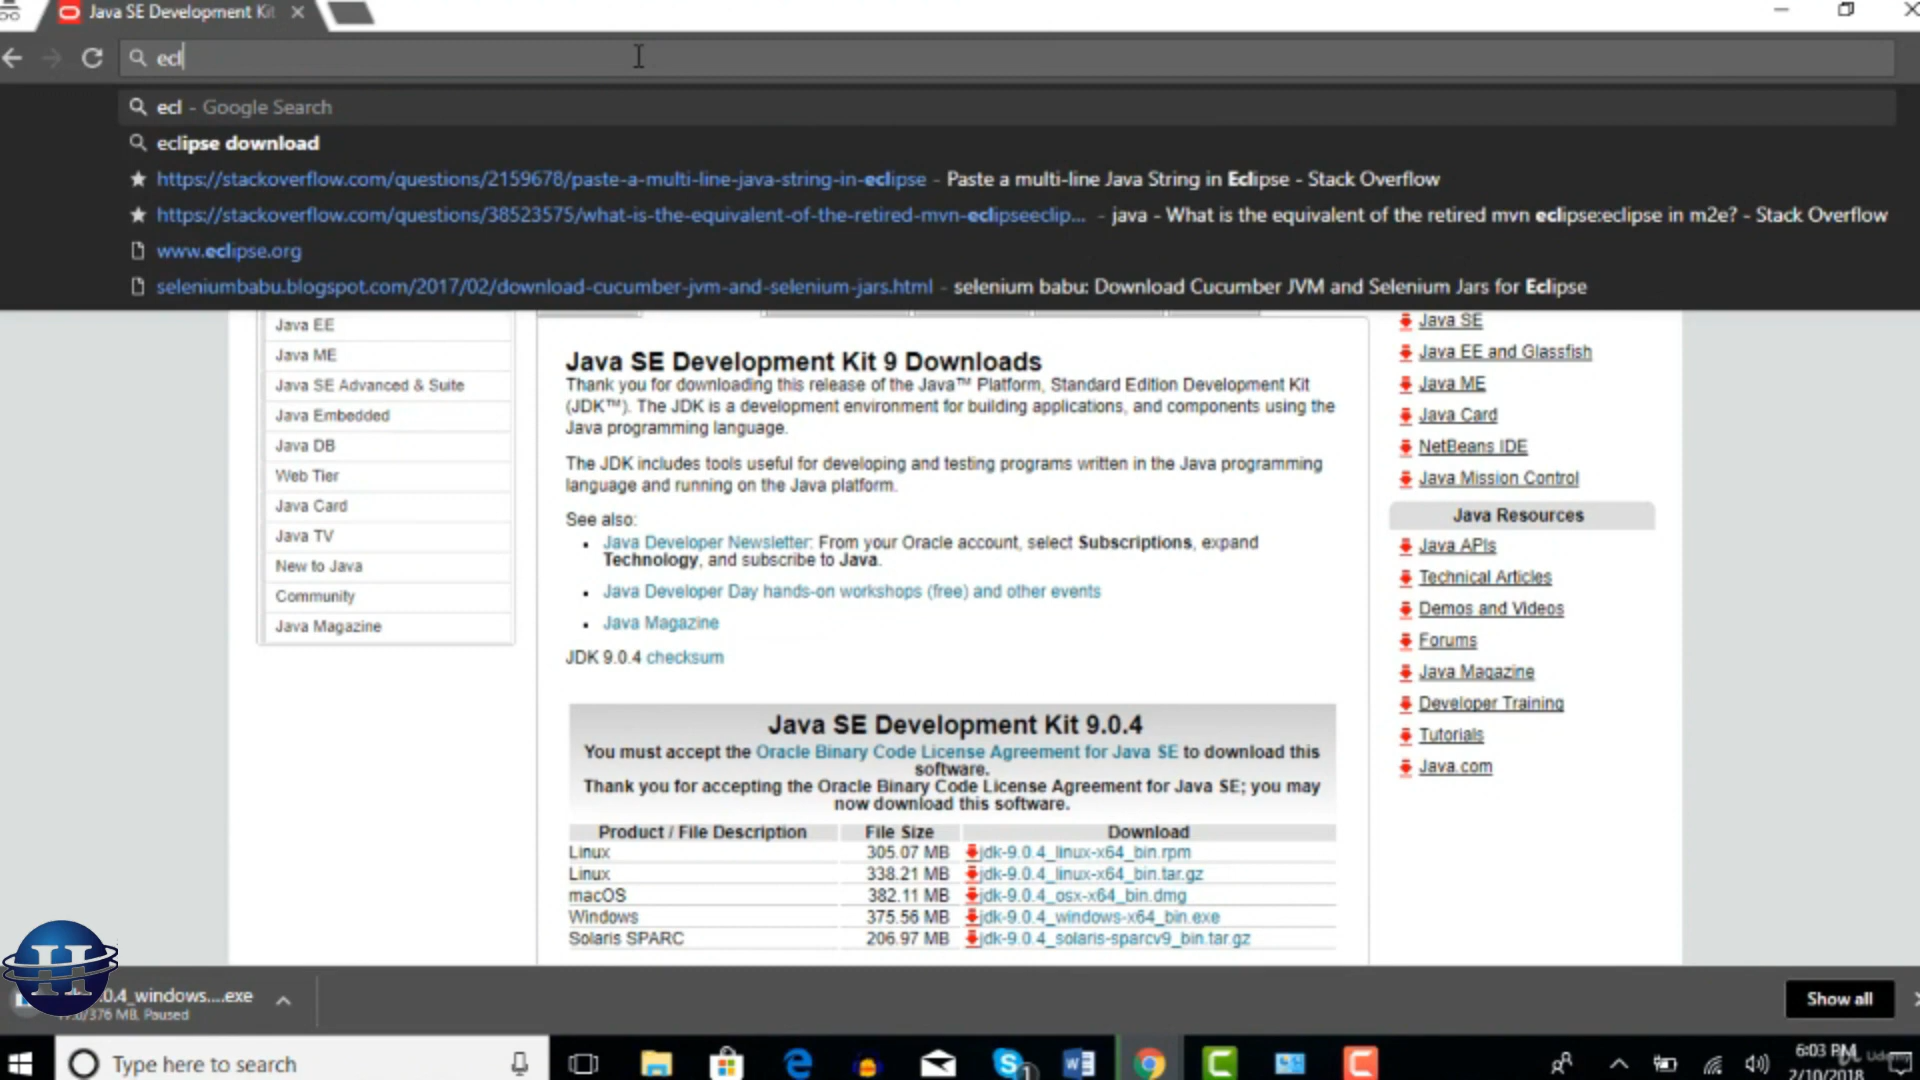 Java SE Development Kit
ecl
ecl - Google Search
eclipse download
https://stackoverflow.com/questions/2159678/paste-a-multi-line-java-string-in-eclipse - Paste a multi-line Java String in Eclipse - Stack Overflow
https://stackoverflow.com/questions/38523575/what-is-the-equivalent-of-the-retired-mvn-eclipseeclip... - java - What is the equivalent of the retired mvn eclipse:eclipse in m2e? - Stack Overflow
www.eclipse.org
seleniumbabu.blogspot.com/2017/02/download-cucumber-jvm-and-selenium-jars.html - selenium babu: Download Cucumber JVM and Selenium Jars for Eclipse
Java EE
Java ME
Java SE Advanced & Suite
Java Embedded
Java DB
Web Tier
Java Card
Java TV
New to Java
Community
Java Magazine
Java SE Development Kit 9 Downloads
Thank you for downloading this release of the Java™ Platform, Standard Edition Development Kit
(JDK™). The JDK is a development environment for building applications, and components using the
Java programming language.
The JDK includes tools useful for developing and testing programs written in the Java programming
language and running on the Java platform.
See also:
Java Developer Newsletter: From your Oracle account, select Subscriptions, expand
Technology, and subscribe to Java.
Java Developer Day hands-on workshops (free) and other events
Java Magazine
JDK 9.0.4 checksum
Java SE Development Kit 9.0.4
You must accept the Oracle Binary Code License Agreement for Java SE to download this
software.
Thank you for accepting the Oracle Binary Code License Agreement for Java SE; you may
now download this software.
Product / File Description File Size Download
Linux 305.07 MB jdk-9.0.4_linux-x64_bin.rpm
Linux 338.21 MB jdk-9.0.4_linux-x64_bin.tar.gz
macOS 382.11 MB jdk-9.0.4_osx-x64_bin.dmg
Windows 375.56 MB jdk-9.0.4_windows-x64_bin.exe
Solaris SPARC 206.97 MB jdk-9.0.4_solaris-sparcv9_bin.tar.gz
Java SE
Java EE and Glassfish
Java ME
Java Card
NetBeans IDE
Java Mission Control
Java Resources
Java APIs
Technical Articles
Demos and Videos
Forums
Java Magazine
Developer Training
Tutorials
Java.com
H
.0.4_windows....exe
/376 MB, Paused
Show all
Type here to search
1
6:03 PM
2/10/2018